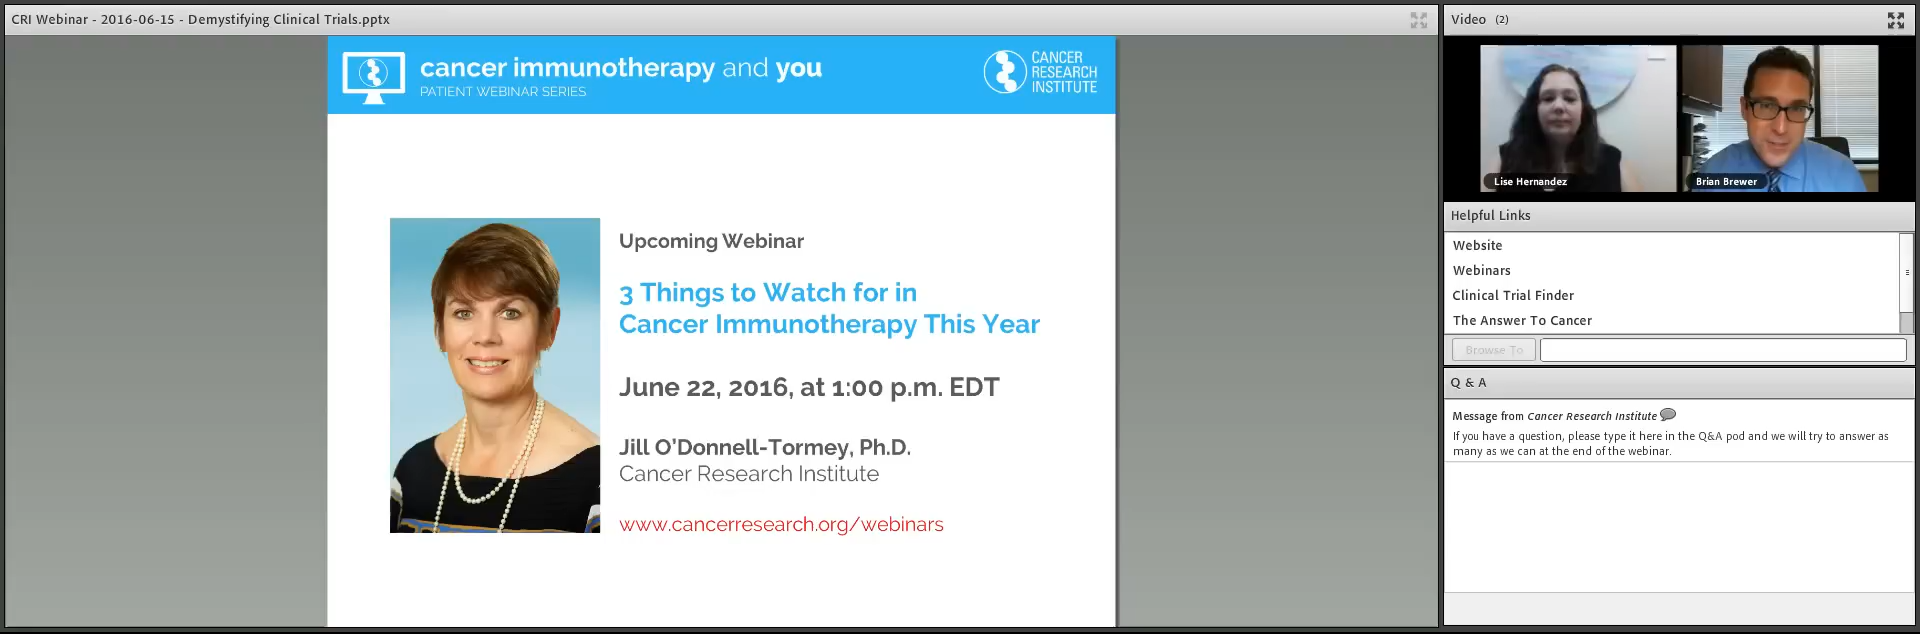 CRI Webinar - 2016-06-15 - Demystifying Clinical Trials.pptx
cancer immunotherapy and you
PATIENT WEBINAR SERIES
CANCER
RESEARCH
INSTITUTE
Upcoming Webinar
3 Things to Watch for in
Cancer Immunotherapy This Year
June 22, 2016, at 1:00 p.m. EDT
Jill O'Donnell-Tormey, Ph.D.
Cancer Research Institute
www.cancerresearch.org/webinars
Video (2)
Lise Hernandez
Brian Brewer
Helpful Links
Website
Webinars
Clinical Trial Finder
The Answer To Cancer
Browse To
Q & A
Message from Cancer Research Institute
If you have a question, please type it here in the Q&A pod and we will try to answer as
many as we can at the end of the webinar.